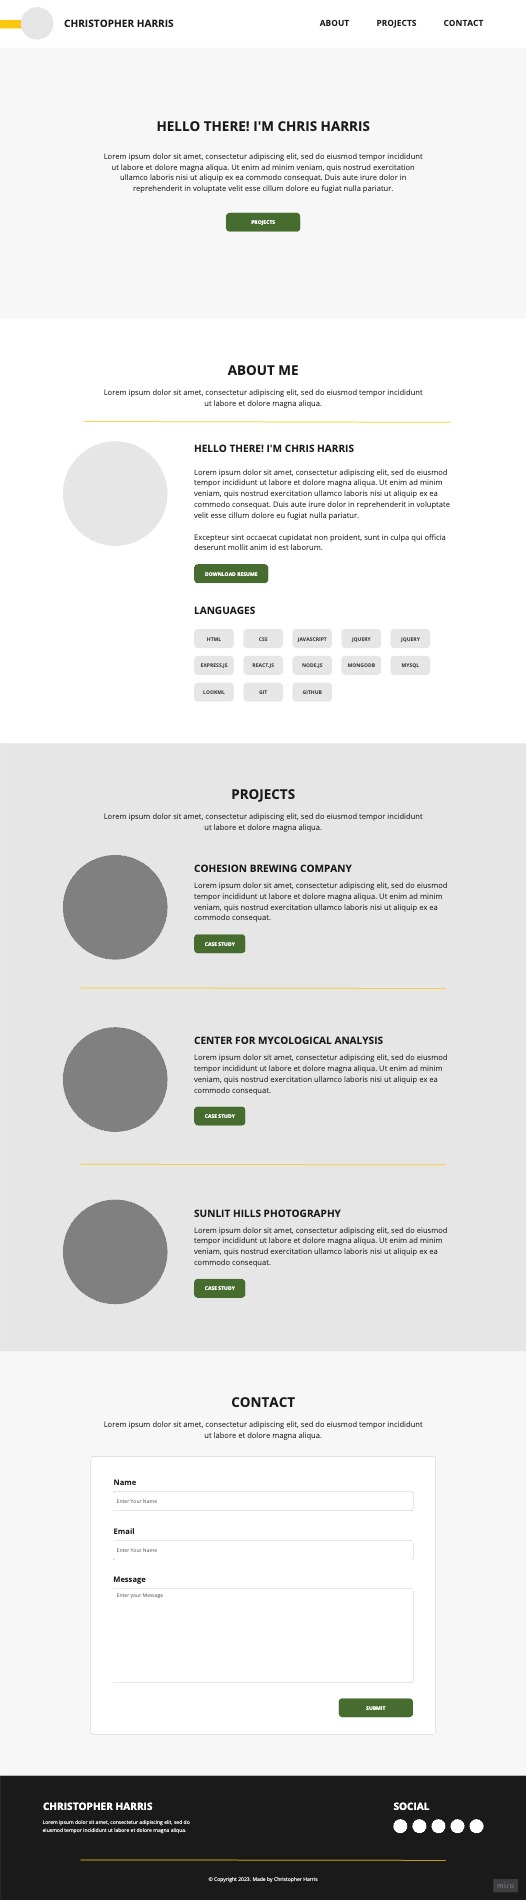 CHRISTOPHER HARRIS
ABOUT PROJECTS CONTACT
HELLO THERE! I'M CHRIS HARRIS
Lorem ipsum dolor sit amet, consectetur adipiscing elit, sed do eiusmod tempor incididunt
ut labore et dolore magna aliqua. Ut enim ad minim veniam, quis nostrud exercitation
ullamco laboris nisi ut aliquip ex ea commodo consequat. Duis aute irure dolor in
reprehenderit in voluptate velit esse cillum dolore eu fugiat nulla pariatur.
PROJECTS
ABOUT ME
Lorem ipsum dolor sit amet, consectetur adipiscing elit, sed do eiusmod tempor incididunt
ut labore et dolore magna aliqua.
HELLO THERE! I'M CHRIS HARRIS
Lorem ipsum dolor sit amet, consectetur adipiscing elit, sed do eiusmod
tempor incididunt ut labore et dolore magna aliqua. Ut enim ad minim
veniam, quis nostrud exercitation ullamco laboris nisi ut aliquip ex ea
commodo consequat. Duis aute irure dolor in reprehenderit in voluptate
velit esse cillum dolore eu fugiat nulla pariatur.
Excepteur sint occaecat cupidatat non proident, sunt in culpa qui officia
deserunt mollit anim id est laborum.
DOWNLOAD RESUME
LANGUAGES
HTML CSS JAVASCRIPT JQUERY JQUERY
EXPRESS.JS REACT.JS NODE.JS MONGODB MYSQL
LOOKML GIT GITHUB
PROJECTS
Lorem ipsum dolor sit amet, consectetur adipiscing elit, sed do eiusmod tempor incididunt
ut labore et dolore magna aliqua.
COHESION BREWING COMPANY
Lorem ipsum dolor sit amet, consectetur adipiscing elit, sed do eiusmod
tempor incididunt ut labore et dolore magna aliqua. Ut enim ad minim
veniam, quis nostrud exercitation ullamco laboris nisi ut aliquip ex ea
commodo consequat.
CASE STUDY
CENTER FOR MYCOLOGICAL ANALYSIS
Lorem ipsum dolor sit amet, consectetur adipiscing elit, sed do eiusmod
tempor incididunt ut labore et dolore magna aliqua. Ut enim ad minim
veniam, quis nostrud exercitation ullamco laboris nisi ut aliquip ex ea
commodo consequat.
CASE STUDY
SUNLIT HILLS PHOTOGRAPHY
Lorem ipsum dolor sit amet, consectetur adipiscing elit, sed do eiusmod
tempor incididunt ut labore et dolore magna aliqua. Ut enim ad minim
veniam, quis nostrud exercitation ullamco laboris nisi ut aliquip ex ea
commodo consequat.
CASE STUDY
CONTACT
Lorem ipsum dolor sit amet, consectetur adipiscing elit, sed do eiusmod tempor incididunt
ut labore et dolore magna aliqua.
Name
Enter Your Name
Email
Enter Your Name
Message
Enter your Message
SUBMIT
CHRISTOPHER HARRIS
Lorem ipsum dolor sit amet, consectetur adipiscing elit, sed do
eiusmod tempor incididunt ut labore et dolore magna aliqua.
SOCIAL
© Copyright 2023. Made by Christopher Harris
miro